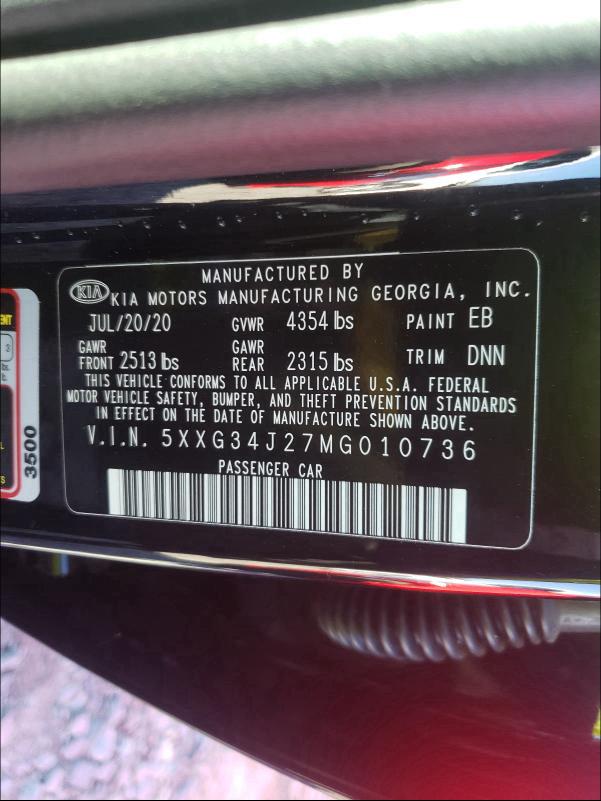 MANUFACTURED BY
KIA KIA MOTORS MANUFACTURING GEORGIA, INC.
JUL/20/20 GVWR 4354 lbs PAINT EB
GAWR FRONT 2513 lbs GAWR REAR 2315 lbs TRIM DNN
THIS VEHICLE CONFORMS TO ALL APPLICABLE U.S.A. FEDERAL
MOTOR VEHICLE SAFETY, BUMPER, AND THEFT PREVENTION STANDARDS
IN EFFECT ON THE DATE OF MANUFACTURE SHOWN ABOVE.
V.I.N. 5XXG34J27MG010736
PASSENGER CAR
3500